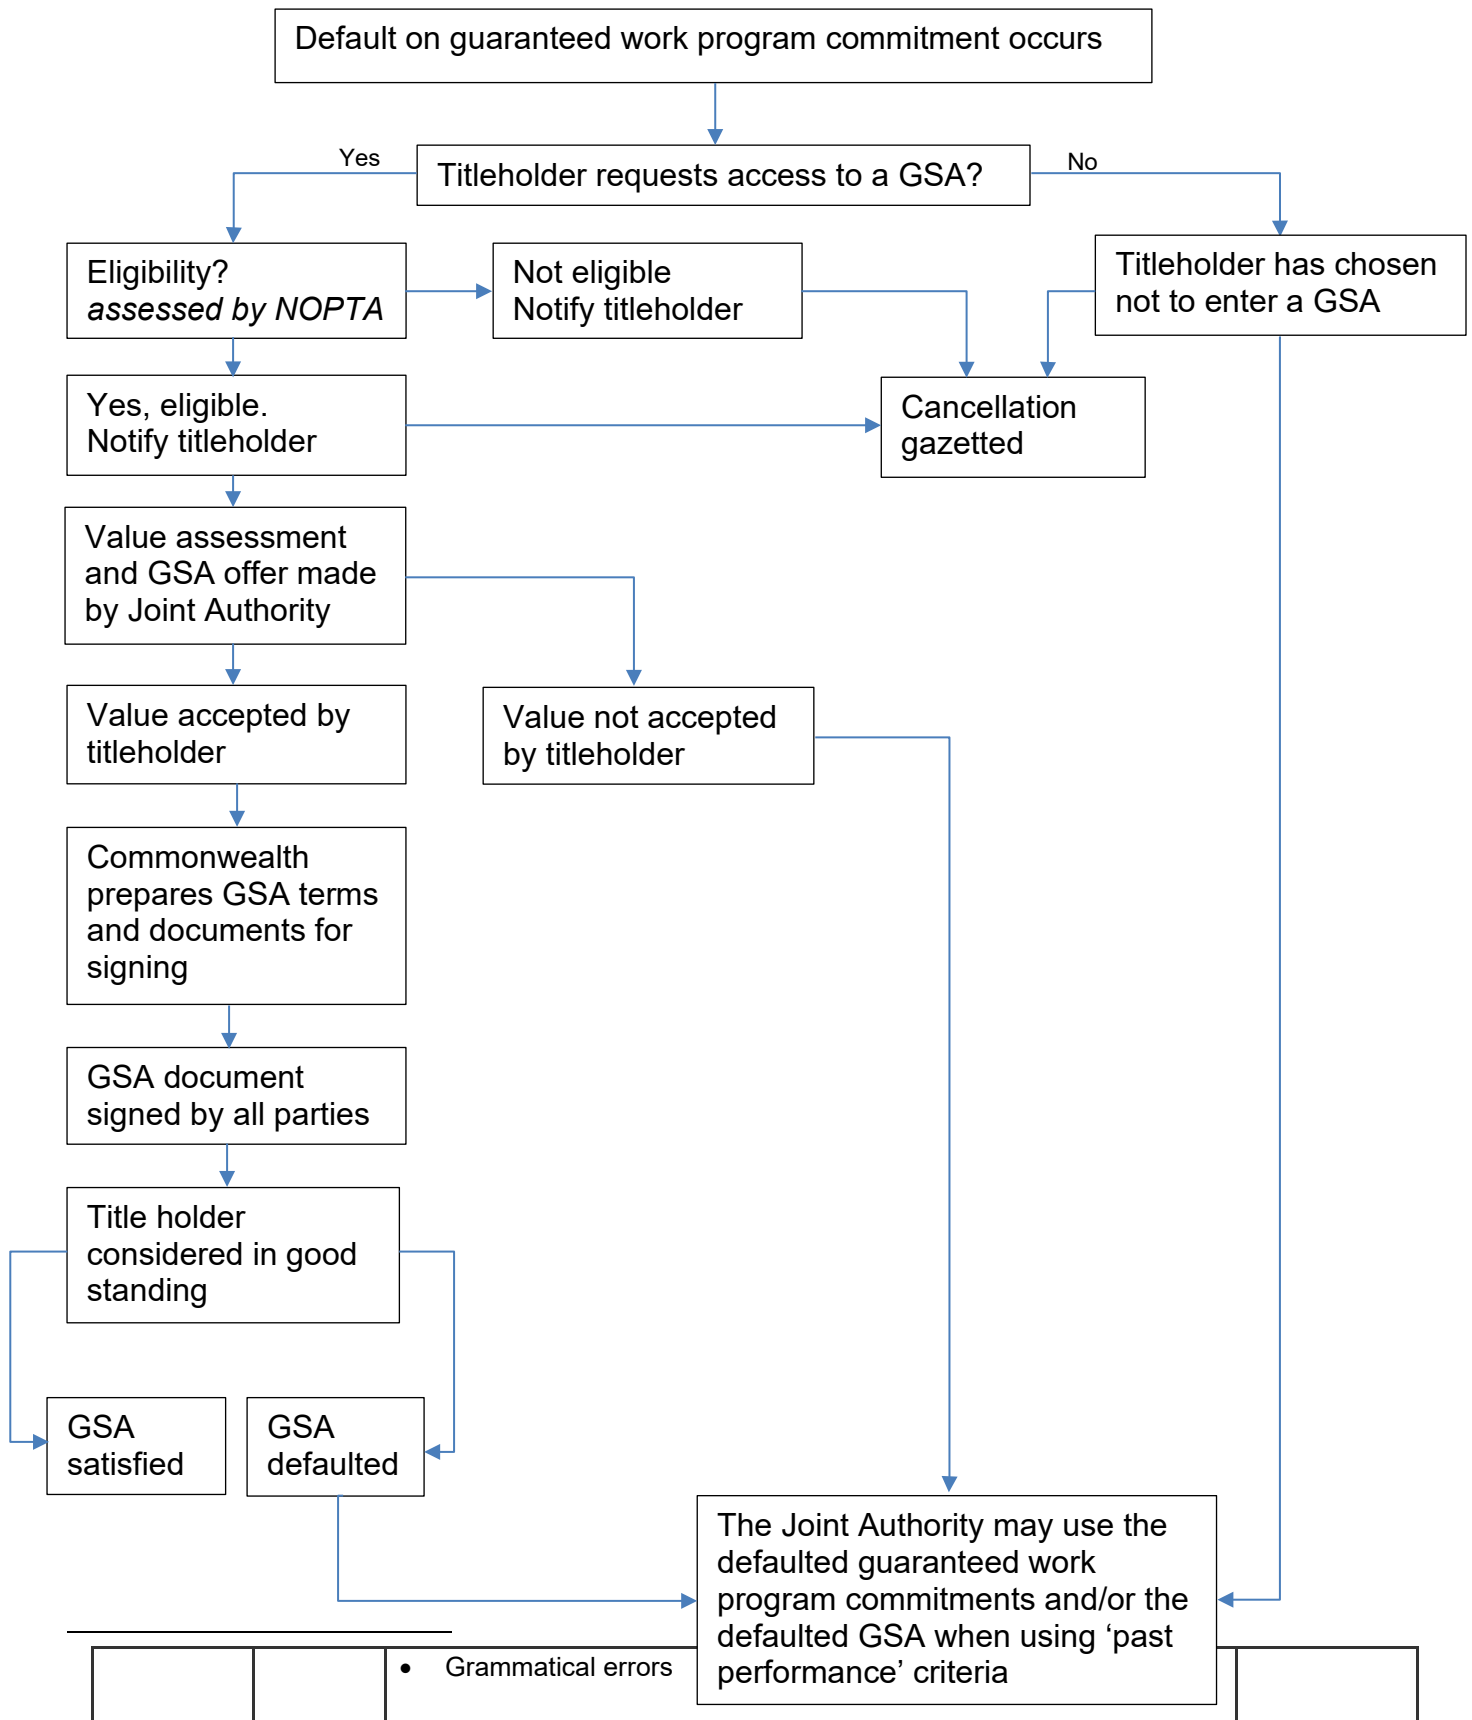 Default on guaranteed work program commitment occurs
Yes
Titleholder requests access to a GSA?
No
Eligibility?
assessed by NOPTA
Not eligible
Notify titleholder
Titleholder has chosen
not to enter a GSA
Yes, eligible.
Notify titleholder
Cancellation
gazetted
Value assessment
and GSA offer made
by Joint Authority
Value accepted by
titleholder
Value not accepted
by titleholder
Commonwealth
prepares GSA terms
and documents for
signing
GSA document
signed by all parties
Title holder
considered in good
standing
GSA
satisfied
GSA
defaulted
The Joint Authority may use the
defaulted guaranteed work
program commitments and/or the
defaulted GSA when using ‘past
performance’ criteria
• Grammatical errors